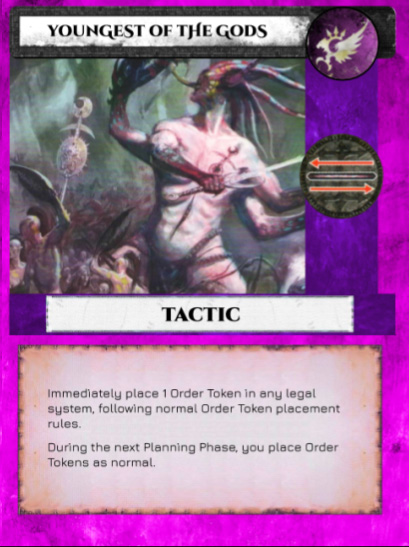 YOUNGEST OF THE GODS
TACTIC
Immediately place 1 Order Token in any legal
system, following normal Order Token placement
rules.
During the next Planning Phase, you place Order
Tokens as normal.